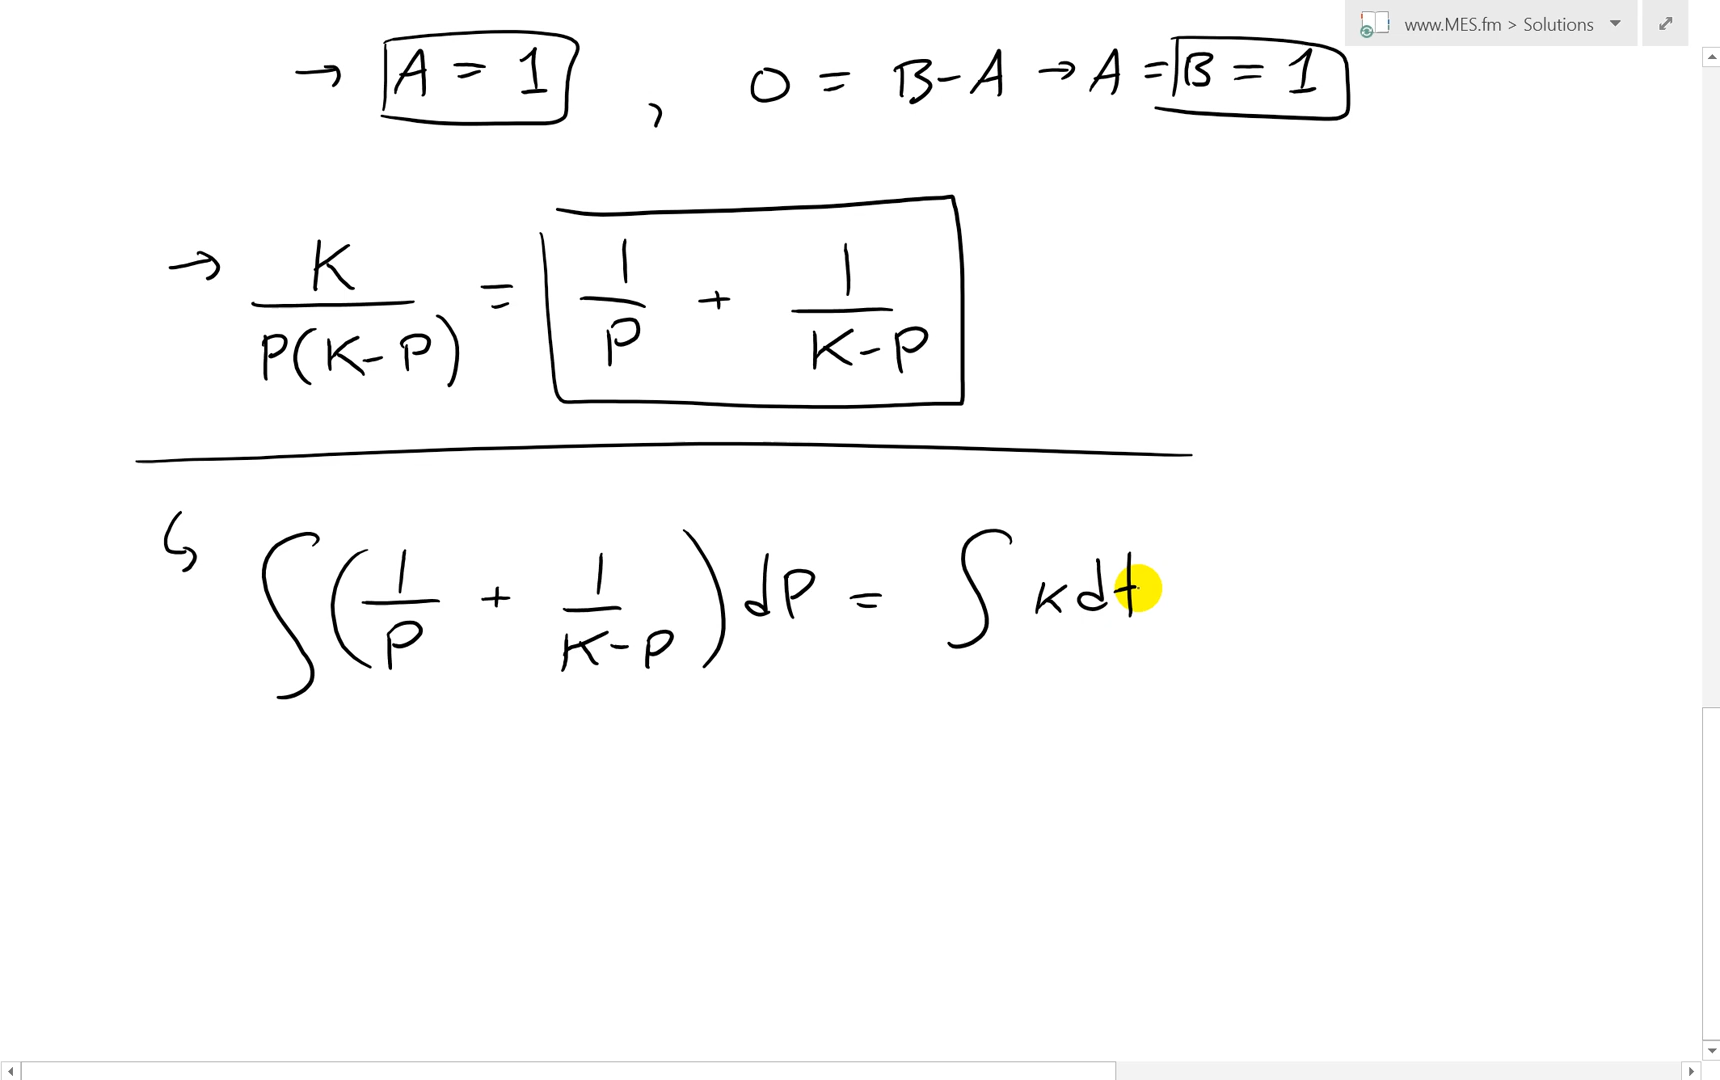 www.MES.fm > Solutions
→ A = 1 , 0 = B-A → A = B = 1
→ K/P(K-P) = 1/P + 1/(K-P)
↳ ∫(1/P + 1/(K-P))dP = ∫ k dt